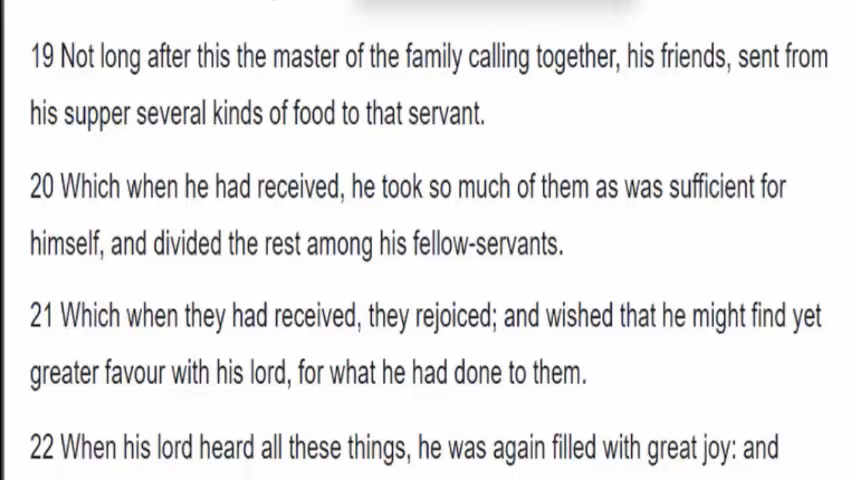 19 Not long after this the master of the family calling together, his friends, sent from
his supper several kinds of food to that servant.
20 Which when he had received, he took so much of them as was sufficient for
himself, and divided the rest among his fellow-servants.
21 Which when they had received, they rejoiced; and wished that he might find yet
greater favour with his lord, for what he had done to them.
22 When his lord heard all these things, he was again filled with great joy: and